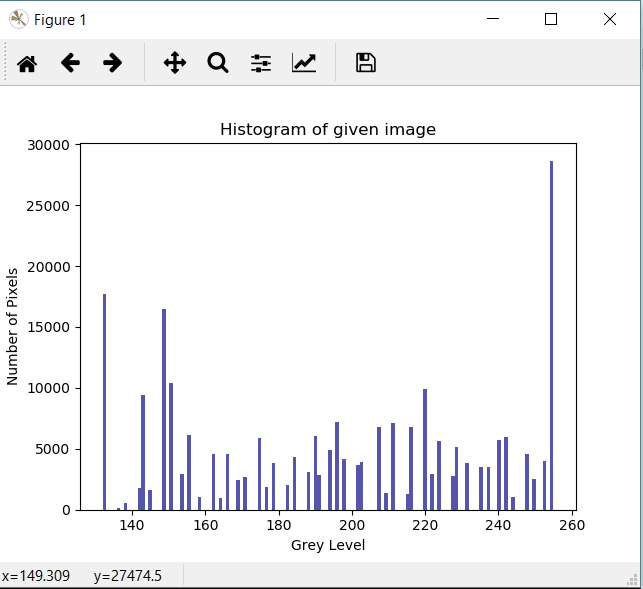 Figure 1
Histogram of given image
30000
25000
20000
15000
10000
5000
0
Number of Pixels
140 160 180 200 220 240 260
Grey Level
x=149.309 y=27474.5